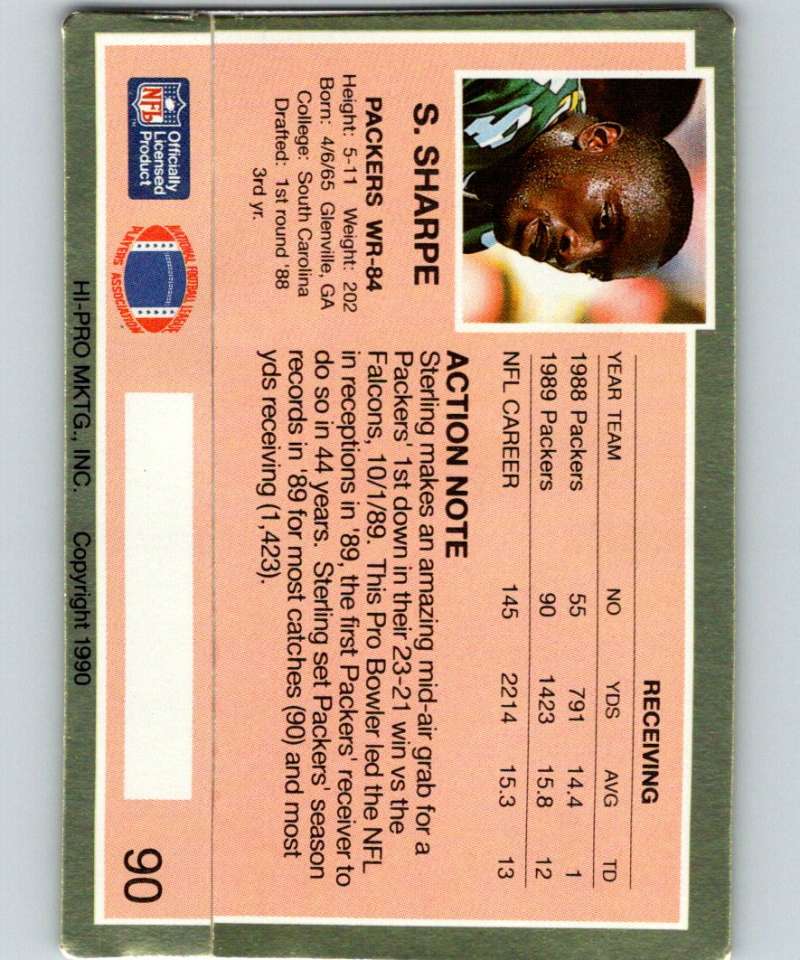 S. SHARPE
PACKERS WR-84
Height: 5-11 Weight: 202
Born: 4/6/65 Glenville, GA
College: South Carolina
Drafted: 1st round '88
3rd yr.
RECEIVING
YEAR TEAM NO YDS AVG TD
1988 Packers 55 791 14.4 1
1989 Packers 90 1423 15.8 12
NFL CAREER 145 2214 15.3 13
ACTION NOTE
Sterling makes an amazing mid-air grab for a
Packers' 1st down in their 23-21 win vs the
Falcons, 10/1/89. This Pro Bowler led the NFL
in receptions in '89, the first Packers' receiver to
do so in 44 years. Sterling set Packers' season
records in '89 for most catches (90) and most
yds receiving (1,423).
NFL
Officially
Licensed
Product
NATIONAL FOOTBALL LEAGUE
PLAYERS ASSOCIATION
90
HI-PRO MKTG., INC. Copyright 1990